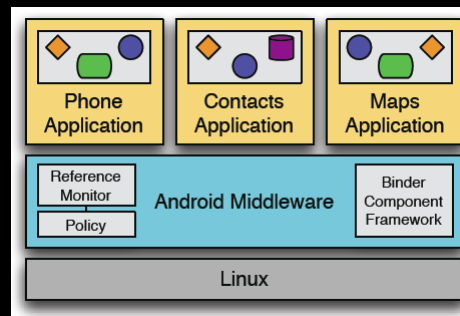 Phone
Application
Contacts
Application
Maps
Application
Reference
Monitor
Policy
Android Middleware
Binder
Component
Framework
Linux